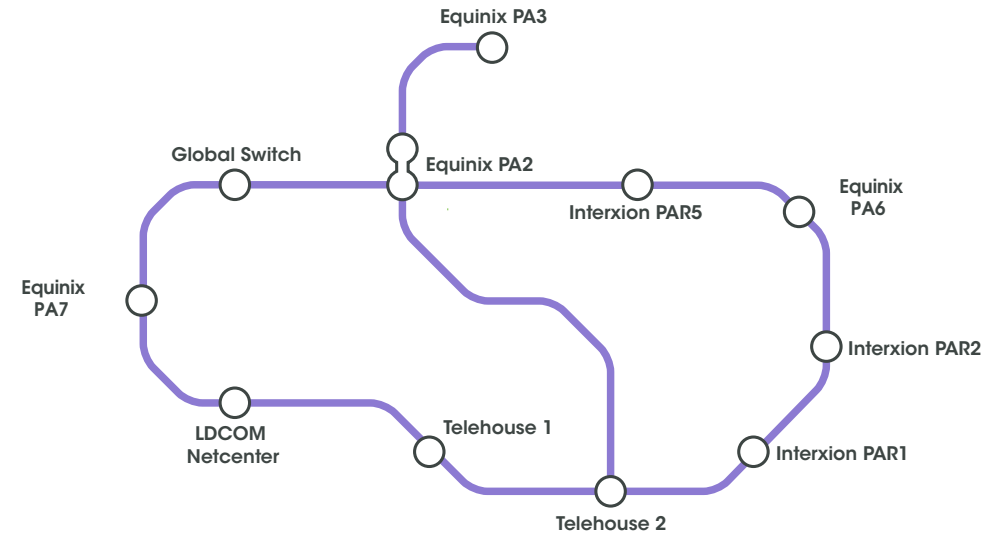 Equinix PA3
Global Switch
Equinix PA2
Equinix
PA6
Interxion PAR5
Equinix
PA7
Interxion PAR2
Telehouse 1
LDCOM
Netcenter
Interxion PAR1
Telehouse 2